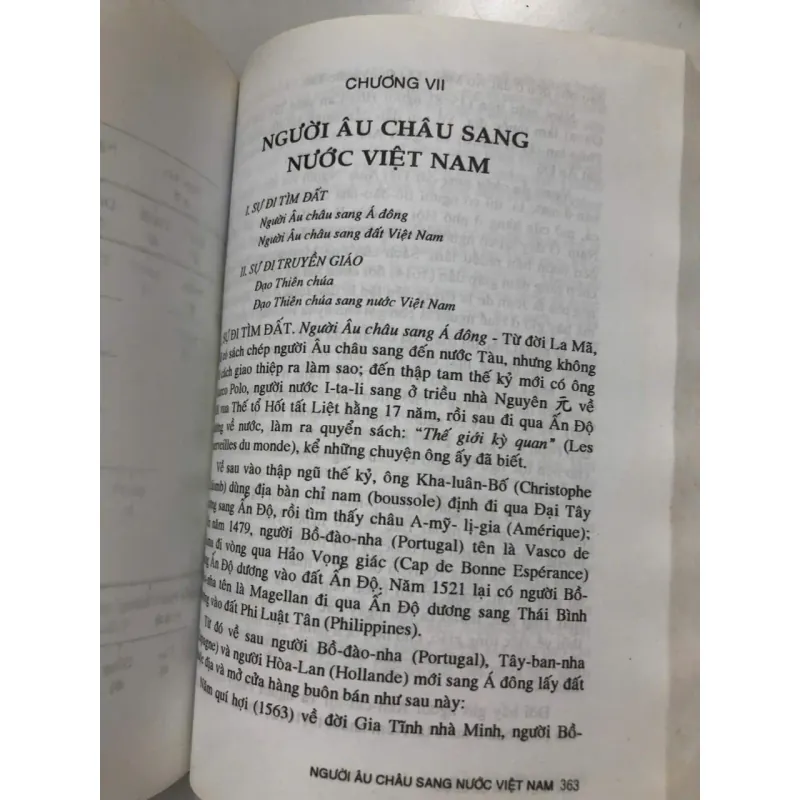 CHƯƠNG VII
NGƯỜI ÂU CHÂU SANG
NƯỚC VIỆT NAM
I. SỰ ĐI TÌM ĐẤT
Người Âu châu sang Á đông
Người Âu châu sang đất Việt Nam
II. SỰ ĐI TRUYỀN GIÁO
Đạo Thiên chúa
Đạo Thiên chúa sang nước Việt Nam
SỰ ĐI TÌM ĐẤT. Người Âu châu sang Á đông - Từ đời La Mã,
có sách chép người Âu châu sang đến nước Tàu, nhưng không
cách giao thiệp ra làm sao; đến thập tam thế kỷ mới có ông
Polo, người nước I-ta-li sang ở triều nhà Nguyên 元 về
vua Thế tổ Hốt tất Liệt hằng 17 năm, rồi sau đi qua Ấn Độ
về nước, làm ra quyển sách: "Thế giới kỳ quan" (Les
du monde), kể những chuyện ông ấy đã biết.
Về sau vào thập ngũ thế kỷ, ông Kha-luân-Bố (Christophe
dùng địa bàn chỉ nam (boussole) định đi qua Đại Tây
sang Ấn Độ, rồi tìm thấy châu A-mỹ- lị-gia (Amérique);
năm 1479, người Bồ-đào-nha (Portugal) tên là Vasco de
đi vòng qua Hảo Vọng giác (Cap de Bonne Espérance)
Ấn Độ dương vào đất Ấn Độ. Năm 1521 lại có người Bồ-
tên là Magellan đi qua Ấn Độ dương sang Thái Bình
vào đất Phi Luật Tân (Philippines).
Từ đó về sau người Bồ-đào-nha (Portugal), Tây-ban-nha
và người Hòa-Lan (Hollande) mới sang Á đông lấy đất
địa và mở cửa hàng buôn bán như sau này:
Năm quí hợi (1563) về đời Gia Tĩnh nhà Minh, người Bồ-
NGƯỜI ÂU CHÂU SANG NƯỚC VIỆT NAM 363